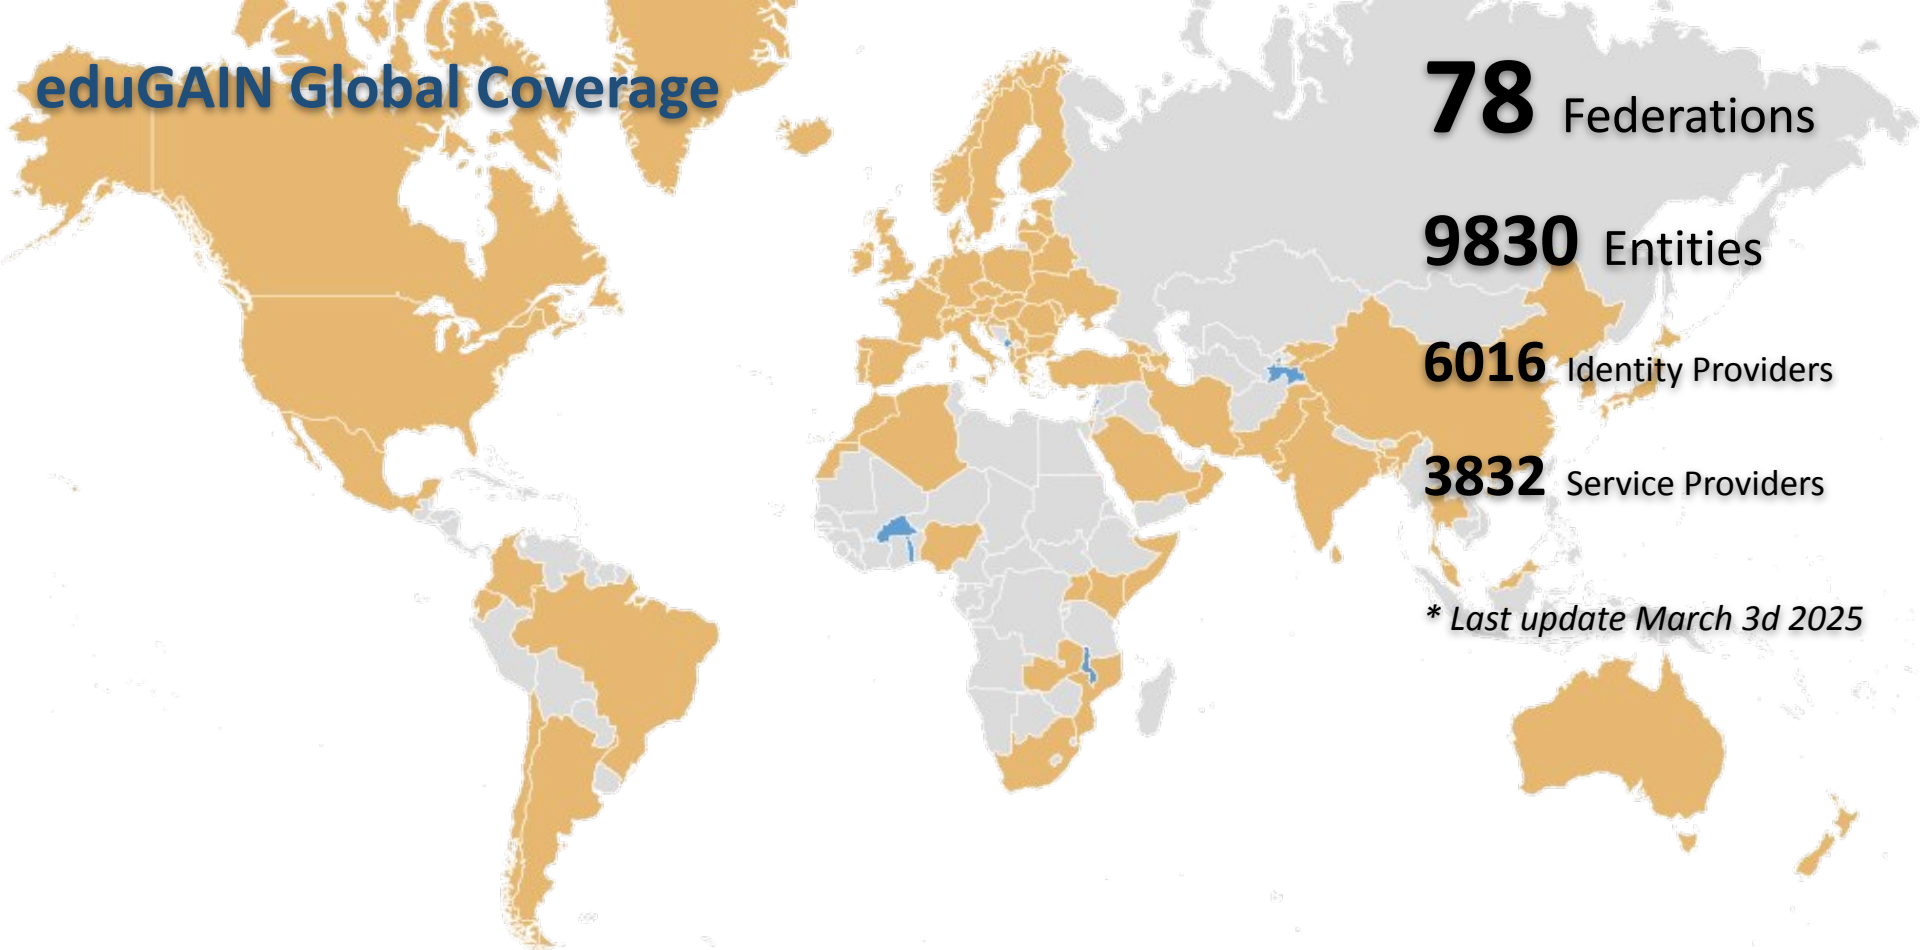 eduGAIN Global Coverage
78 Federations
9830 Entities
6016 Identity Providers
3832 Service Providers
* Last update March 3d 2025